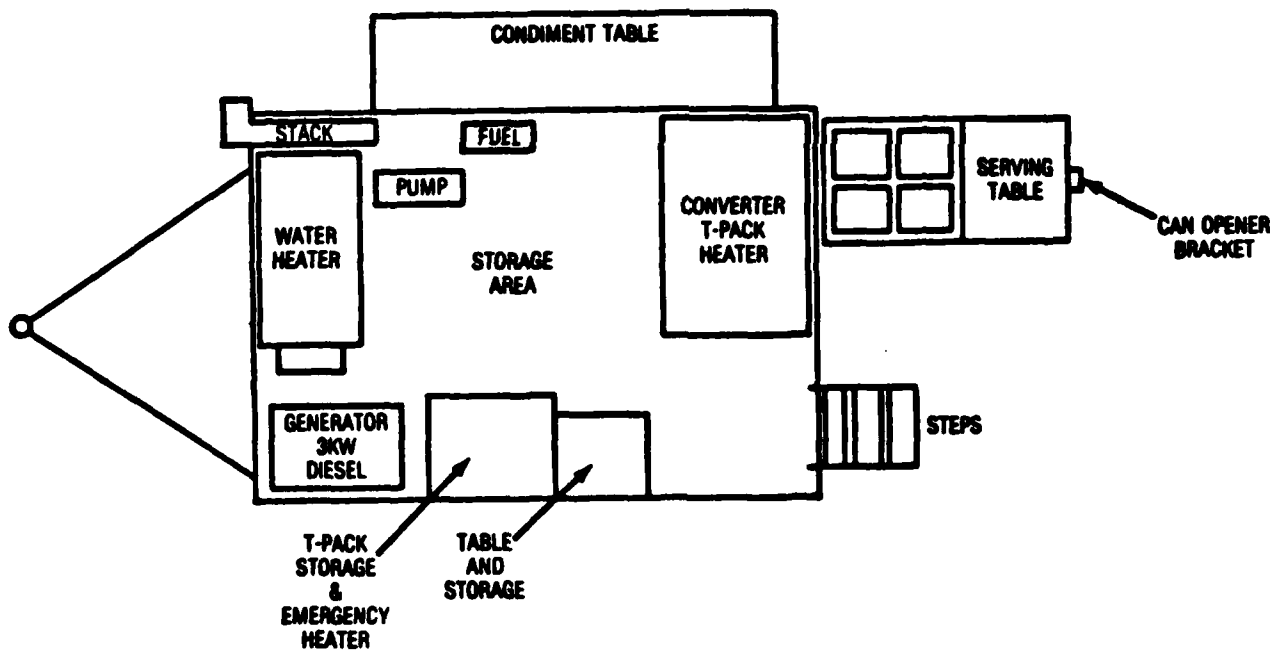 CONDIMENT TABLE
STACK
FUEL
PUMP
WATER
HEATER
STORAGE
AREA
CONVERTER
T-PACK
HEATER
SERVING
TABLE
CAN OPENER
BRACKET
GENERATOR
3KW
DIESEL
STEPS
T-PACK
STORAGE
&
EMERGENCY
HEATER
TABLE
AND
STORAGE